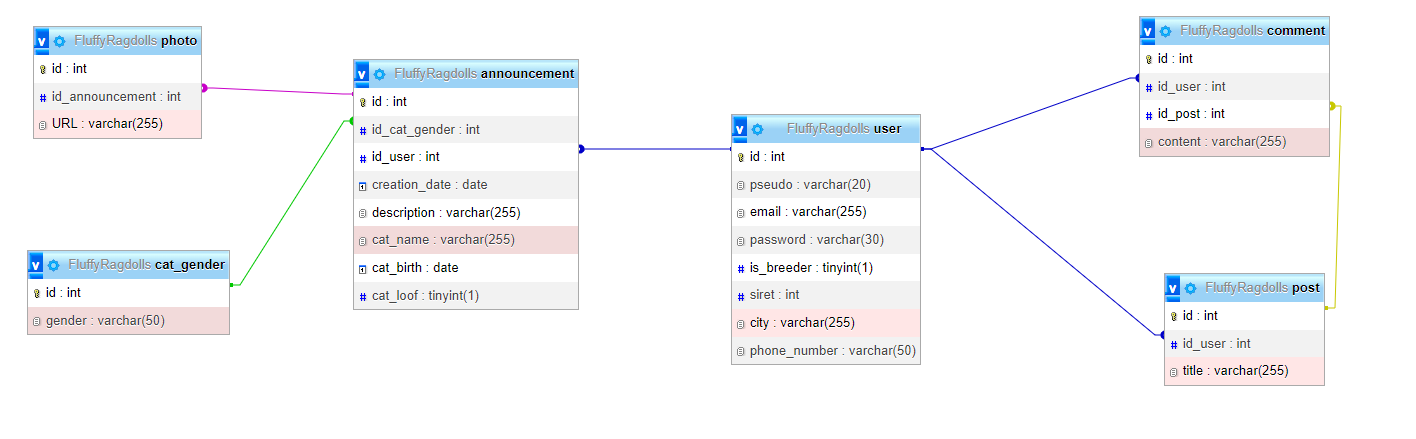 FluffyRagdolls photo
id : int
id_announcement : int
URL : varchar(255)
FluffyRagdolls cat_gender
id : int
gender : varchar(50)
FluffyRagdolls announcement
id : int
id_cat_gender : int
id_user : int
creation_date : date
description : varchar(255)
cat_name : varchar(255)
cat_birth : date
cat_loof : tinyint(1)
FluffyRagdolls user
id : int
pseudo : varchar(20)
email : varchar(255)
password : varchar(30)
is_breeder : tinyint(1)
siret : int
city : varchar(255)
phone_number : varchar(50)
FluffyRagdolls comment
id : int
id_user : int
id_post : int
content : varchar(255)
FluffyRagdolls post
id : int
id_user : int
title : varchar(255)